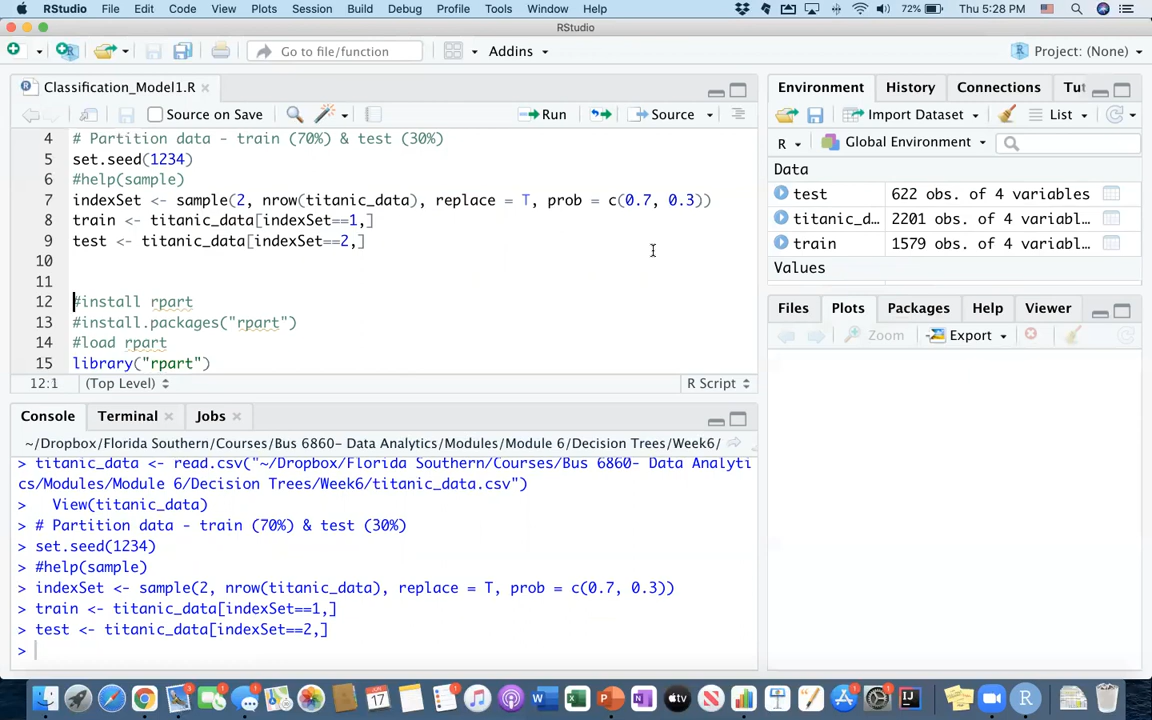 RStudio File Edit Code View Plots Session Build Debug Profile Tools Window Help 72% Thu 5:28 PM
RStudio
Go to file/function Addins Project: (None)
Classification_Model1.R
Source on Save Run Source
4 # Partition data - train (70%) & test (30%)
5 set.seed(1234)
6 #help(sample)
7 indexSet <- sample(2, nrow(titanic_data), replace = T, prob = c(0.7, 0.3))
8 train <- titanic_data[indexSet==1,]
9 test <- titanic_data[indexSet==2,]
10
11
12 #install rpart
13 #install.packages("rpart")
14 #load rpart
15 library("rpart")
12:1 (Top Level) R Script
Console Terminal Jobs
~/Dropbox/Florida Southern/Courses/Bus 6860- Data Analytics/Modules/Module 6/Decision Trees/Week6/
> titanic_data <- read.csv("~/Dropbox/Florida Southern/Courses/Bus 6860- Data Analyti
cs/Modules/Module 6/Decision Trees/Week6/titanic_data.csv")
>   View(titanic_data)
> # Partition data - train (70%) & test (30%)
> set.seed(1234)
> #help(sample)
> indexSet <- sample(2, nrow(titanic_data), replace = T, prob = c(0.7, 0.3))
> train <- titanic_data[indexSet==1,]
> test <- titanic_data[indexSet==2,]
>
Environment History Connections Tu
Import Dataset List
R Global Environment
Data
test 622 obs. of 4 variables
titanic_d… 2201 obs. of 4 variabl…
train 1579 obs. of 4 variabl…
Values
Files Plots Packages Help Viewer
Zoom Export